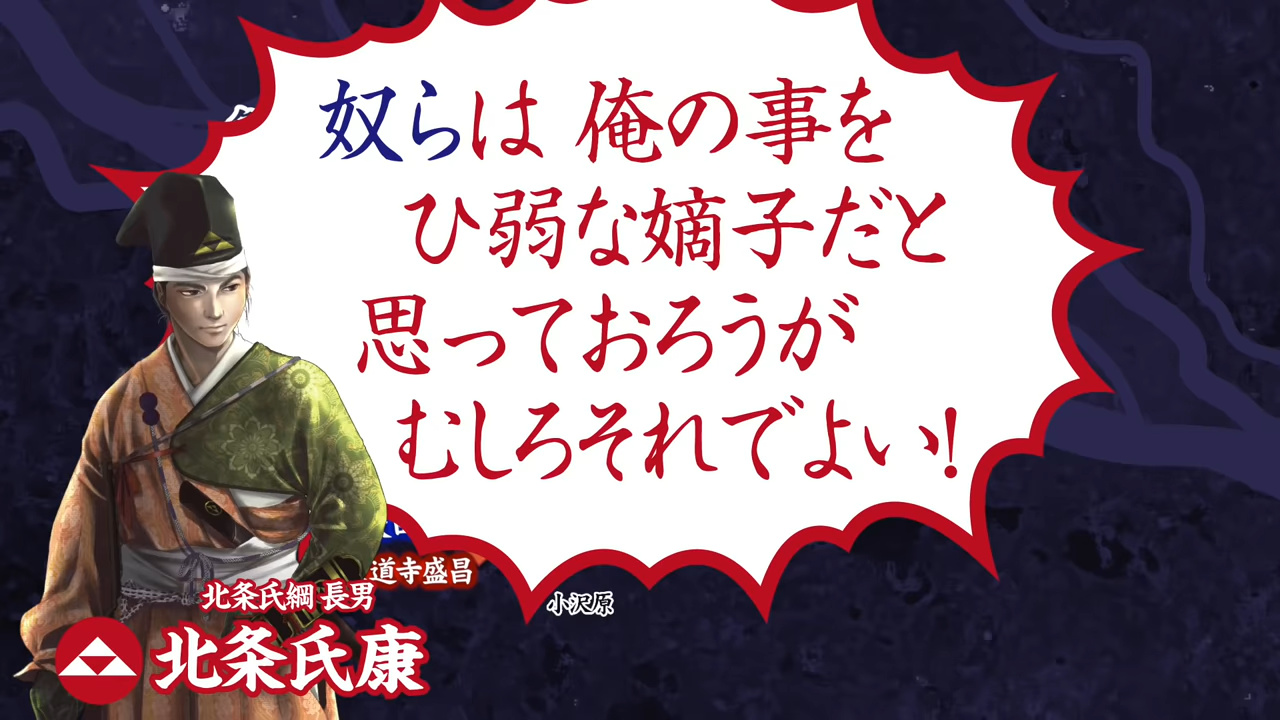 奴らは 俺の事を
ひ弱な嫡子だと
思っておろうが
むしろそれでよい!
道寺盛昌
小沢原
北条氏綱 長男
北条氏康